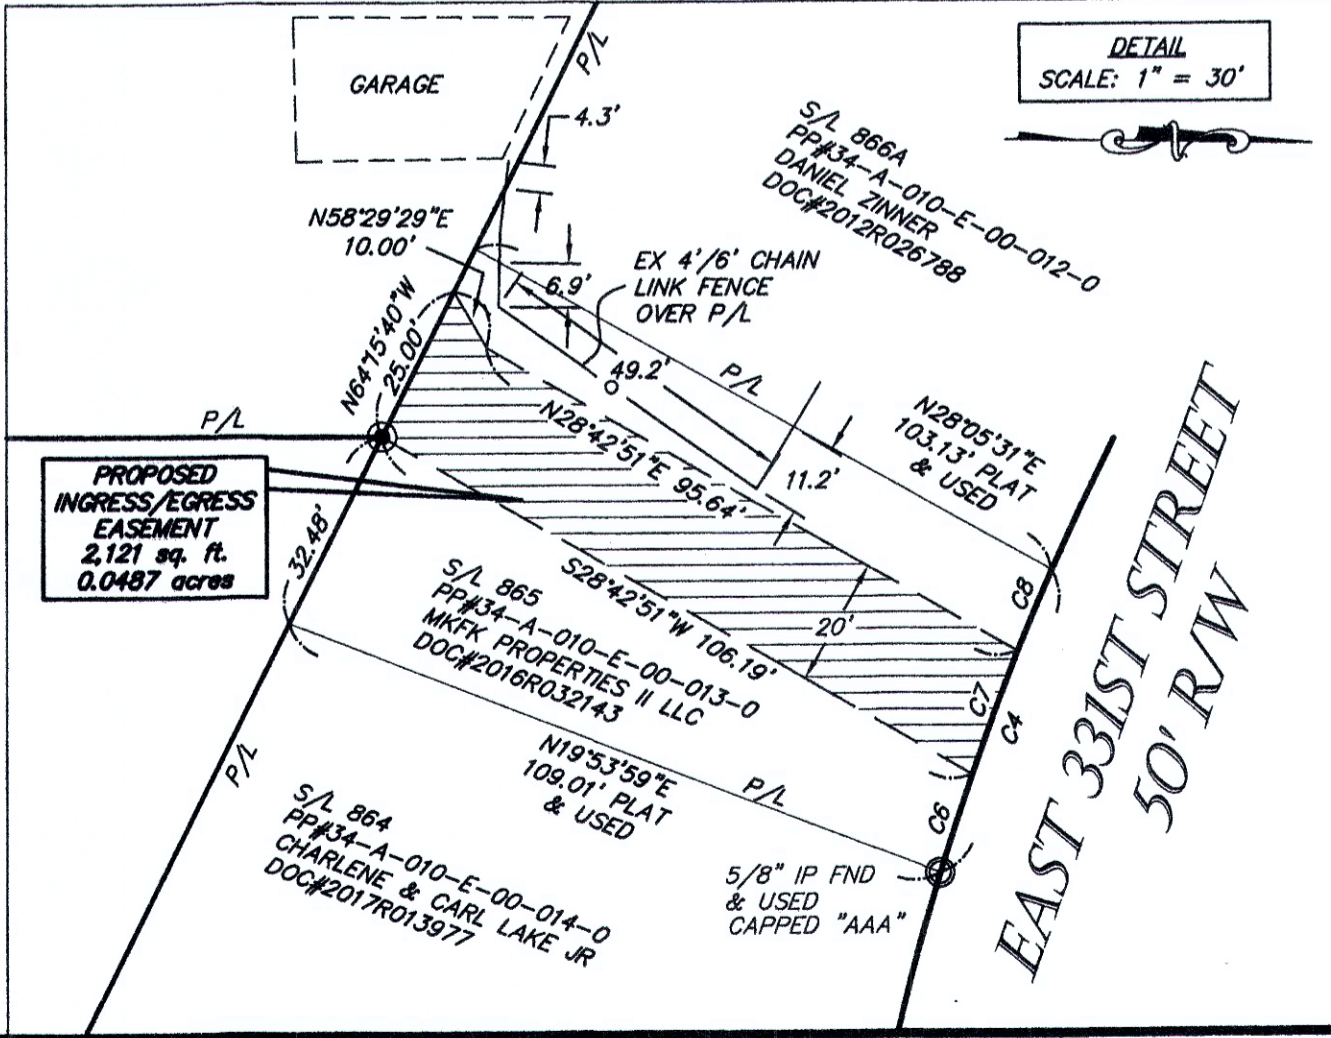 DETAIL
SCALE: 1" = 30'
GARAGE
P/L
4.3'
S/L 866A
PP#34-A-010-E-00-012-0
DANIEL ZINNER
DOC#2012R026788
N58°29'29"E
10.00'
6.9'
EX 4'/6' CHAIN
LINK FENCE
OVER P/L
N64°15'40"W
25.00'
49.2'
P/L
N28°05'31"E
103.13' PLAT
& USED
P/L
N28°42'51"E 95.64'
11.2'
PROPOSED
INGRESS/EGRESS
EASEMENT
2,121 sq. ft.
0.0487 acres
32.48'
S28°42'51"W 106.19'
20'
C8
S/L 865
PP#34-A-010-E-00-013-0
MKFK PROPERTIES II LLC
DOC#2016R032143
C7
C4
EAST 331ST STREET
50' R/W
N19°53'59"E
109.01' PLAT
& USED
P/L
P/L
C6
S/L 864
PP#34-A-010-E-00-014-0
CHARLENE & CARL LAKE JR
DOC#2017R013977
5/8" IP FND
& USED
CAPPED "AAA"